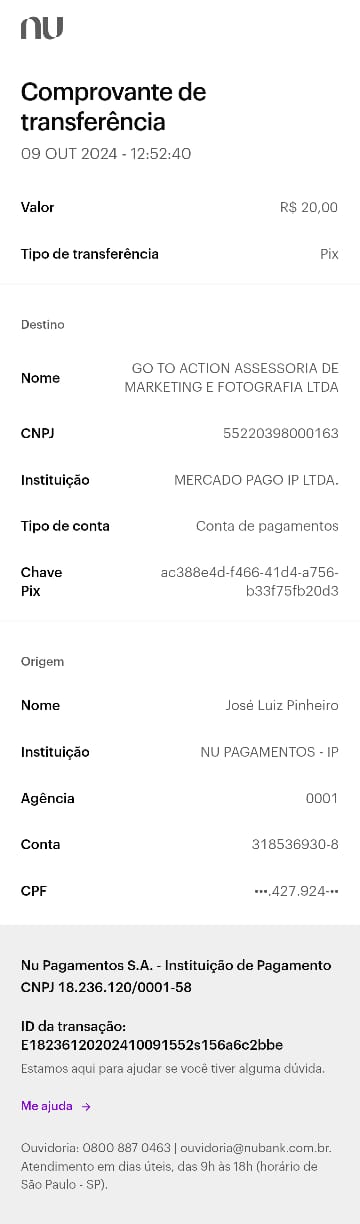 nu
Comprovante de
transferência
09 OUT 2024 - 12:52:40
Valor R$ 20,00
Tipo de transferência Pix
Destino
Nome GO TO ACTION ASSESSORIA DE
MARKETING E FOTOGRAFIA LTDA
CNPJ 55220398000163
Instituição MERCADO PAGO IP LTDA.
Tipo de conta Conta de pagamentos
Chave ac388e4d-f466-41d4-a756-
Pix b33f75fb20d3
Origem
Nome José Luiz Pinheiro
Instituição NU PAGAMENTOS - IP
Agência 0001
Conta 318536930-8
CPF •••.427.924-••
Nu Pagamentos S.A. - Instituição de Pagamento
CNPJ 18.236.120/0001-58
ID da transação:
E18236120202410091552s156a6c2bbe
Estamos aqui para ajudar se você tiver alguma dúvida.
Me ajuda →
Ouvidoria: 0800 887 0463 | ouvidoria@nubank.com.br.
Atendimento em dias úteis, das 9h às 18h (horário de
São Paulo - SP).